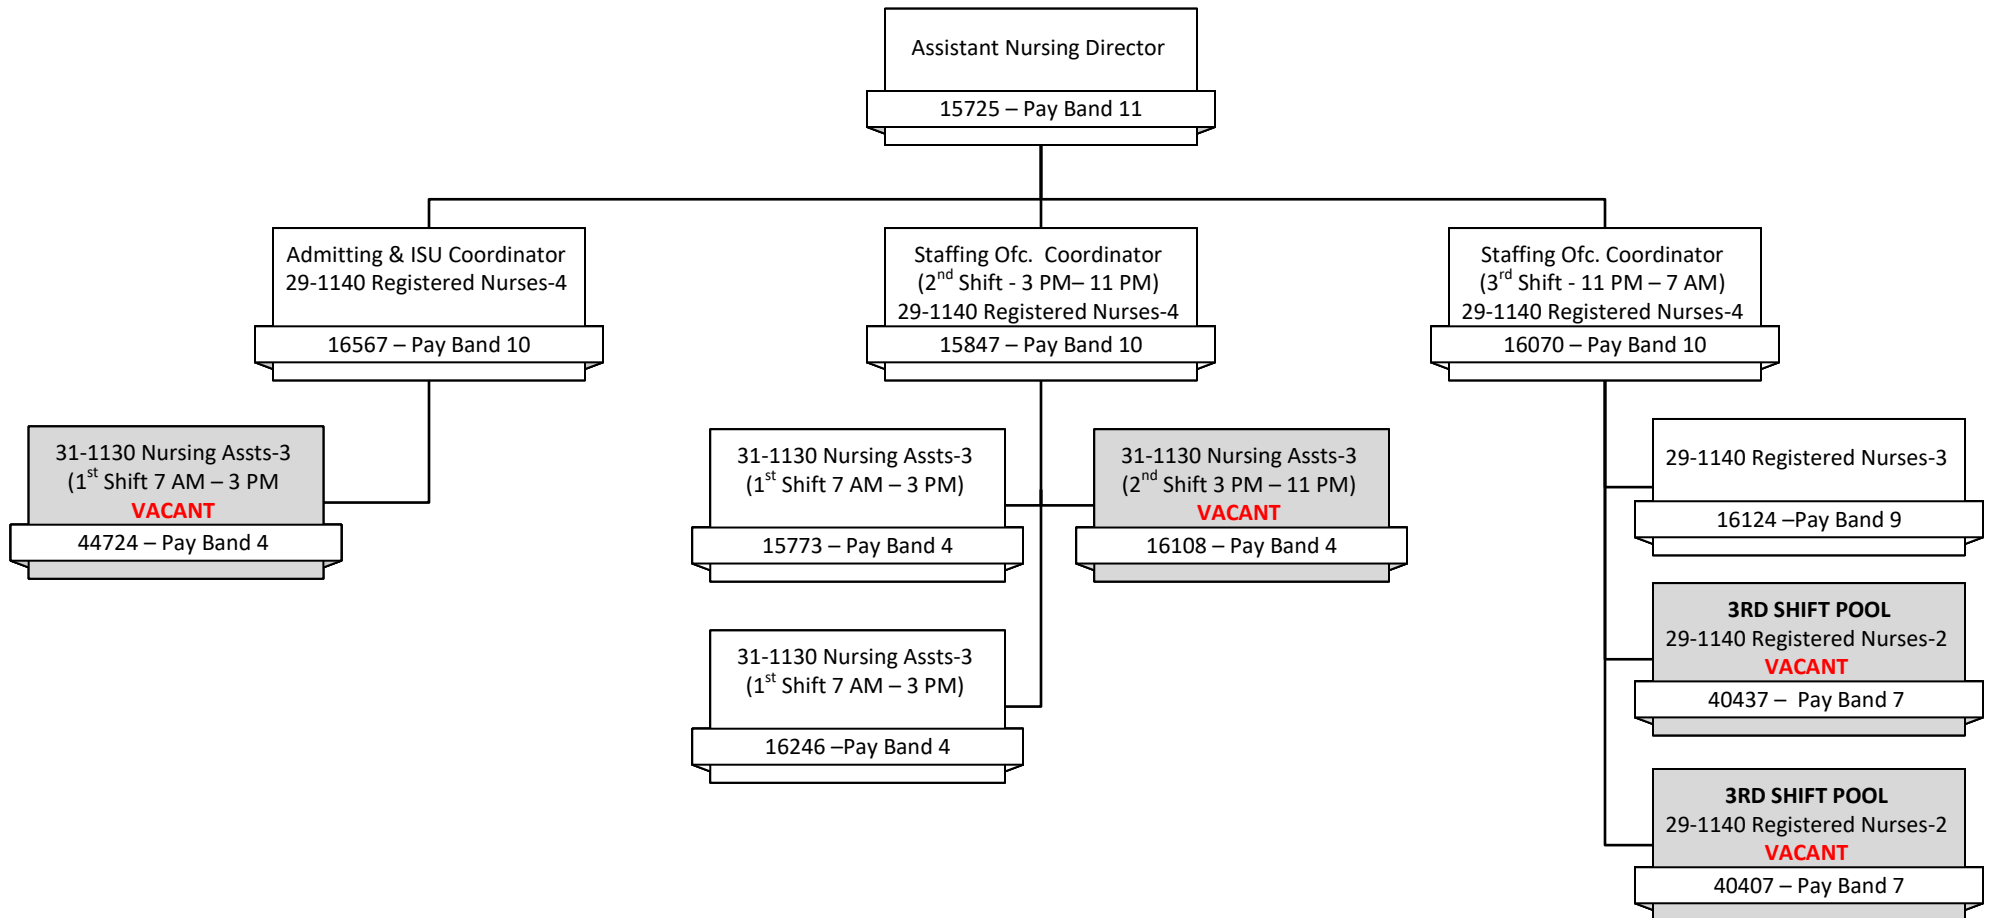 Assistant Nursing Director
15725 – Pay Band 11
Admitting & ISU Coordinator
29-1140 Registered Nurses-4
16567 – Pay Band 10
Staffing Ofc.  Coordinator
(2nd Shift - 3 PM– 11 PM)
29-1140 Registered Nurses-4
15847 – Pay Band 10
Staffing Ofc. Coordinator
(3rd Shift - 11 PM – 7 AM)
29-1140 Registered Nurses-4
16070 – Pay Band 10
31-1130 Nursing Assts-3
(1st Shift 7 AM – 3 PM
VACANT
44724 – Pay Band 4
31-1130 Nursing Assts-3
(1st Shift 7 AM – 3 PM)
15773 – Pay Band 4
31-1130 Nursing Assts-3
(2nd Shift 3 PM – 11 PM)
VACANT
16108 – Pay Band 4
31-1130 Nursing Assts-3
(1st Shift 7 AM – 3 PM)
16246 –Pay Band 4
29-1140 Registered Nurses-3
16124 –Pay Band 9
3RD SHIFT POOL
29-1140 Registered Nurses-2
VACANT
40437 –  Pay Band 7
3RD SHIFT POOL
29-1140 Registered Nurses-2
VACANT
40407 – Pay Band 7